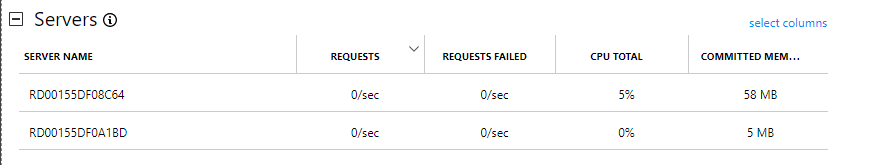 Servers
select columns
SERVER NAME REQUESTS REQUESTS FAILED CPU TOTAL COMMITTED MEM...
RD00155DF08C64 0/sec 0/sec 5% 58 MB
RD00155DF0A1BD 0/sec 0/sec 0% 5 MB